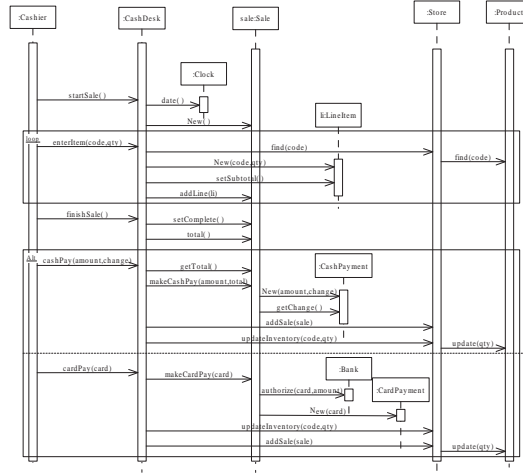 :Cashier
:CashDesk
sale:Sale
:Store
:Product
:Clock
startSale( )
date( )
New( )
li:LineItem
loop
enterItem(code,qty)
find(code)
find(code)
New(code,qty)
setSubtotal( )
addLine(li)
finishSale( )
setComplete( )
total( )
Alt
cashPay(amount,change)
getTotal( )
:CashPayment
makeCashPay(amount,total)
New(amount,change)
getChange( )
addSale(sale)
updateInventory(code,qty)
update(qty)
cardPay(card)
makeCardPay(card)
:Bank
authorize(card,amount)
:CardPayment
New(card)
updateInventory(code,qty)
addSale(sale)
update(qty)